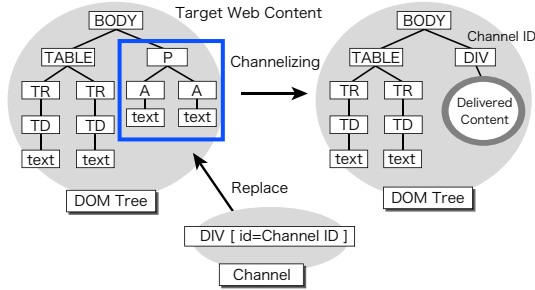 Target Web Content
BODY
TABLE
P
TR
TR
A
A
TD
TD
text
text
text
text
DOM Tree
Channelizing
Replace
BODY
Channel ID
TABLE
DIV
TR
TR
Delivered
Content
TD
TD
text
text
DOM Tree
DIV [ id=Channel ID ]
Channel